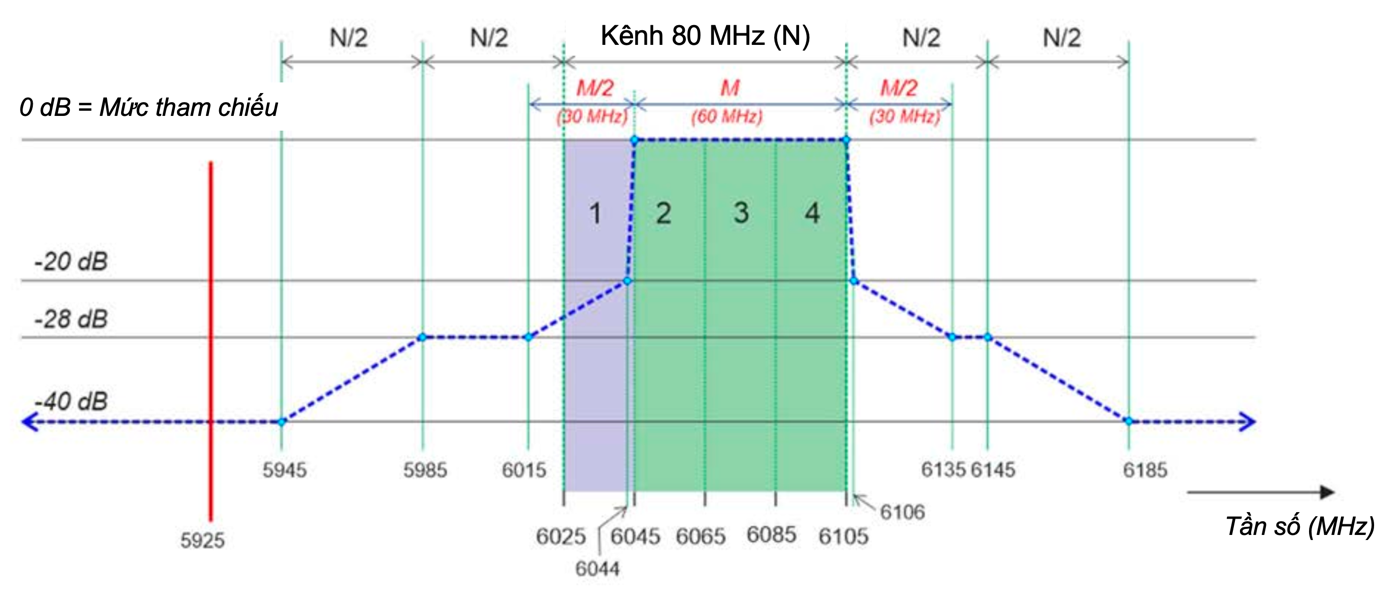 N/2
N/2
Kênh 80 MHz (N)
N/2
N/2
M/2
M
M/2
0 dB = Mức tham chiếu
(30 MHz)
(60 MHz)
(30 MHz)
1
2
3
4
-20 dB
-28 dB
-40 dB
5945
5985
6015
6135
6145
6185
6106
5925
6025
6045
6065
6085
6105
Tần số (MHz)
6044